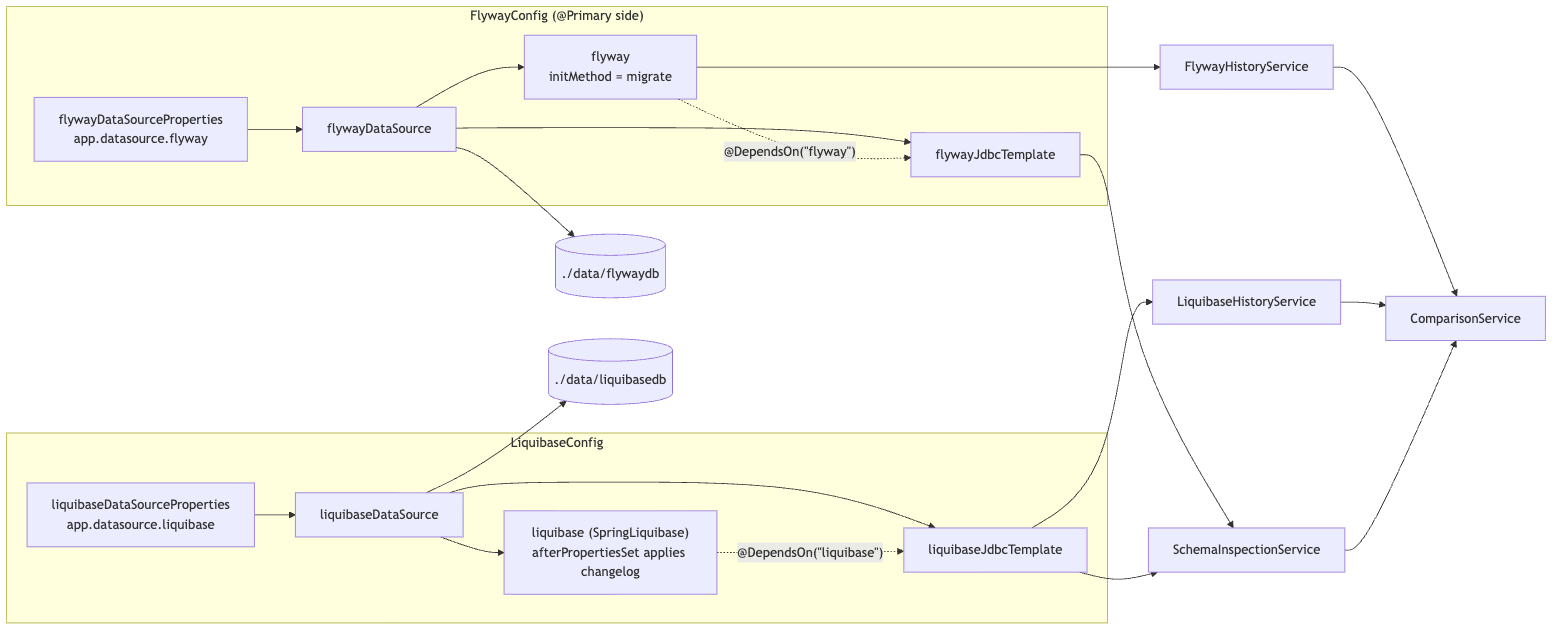 FlywayConfig (@Primary side)
flywayDataSourceProperties
app.datasource.flyway
flywayDataSource
flyway
initMethod = migrate
@DependsOn("flyway")
flywayJdbcTemplate
./data/flywaydb
FlywayHistoryService
LiquibaseHistoryService
ComparisonService
SchemaInspectionService
./data/liquibasedb
LiquibaseConfig
liquibaseDataSourceProperties
app.datasource.liquibase
liquibaseDataSource
liquibase (SpringLiquibase)
afterPropertiesSet applies
changelog
@DependsOn("liquibase")
liquibaseJdbcTemplate